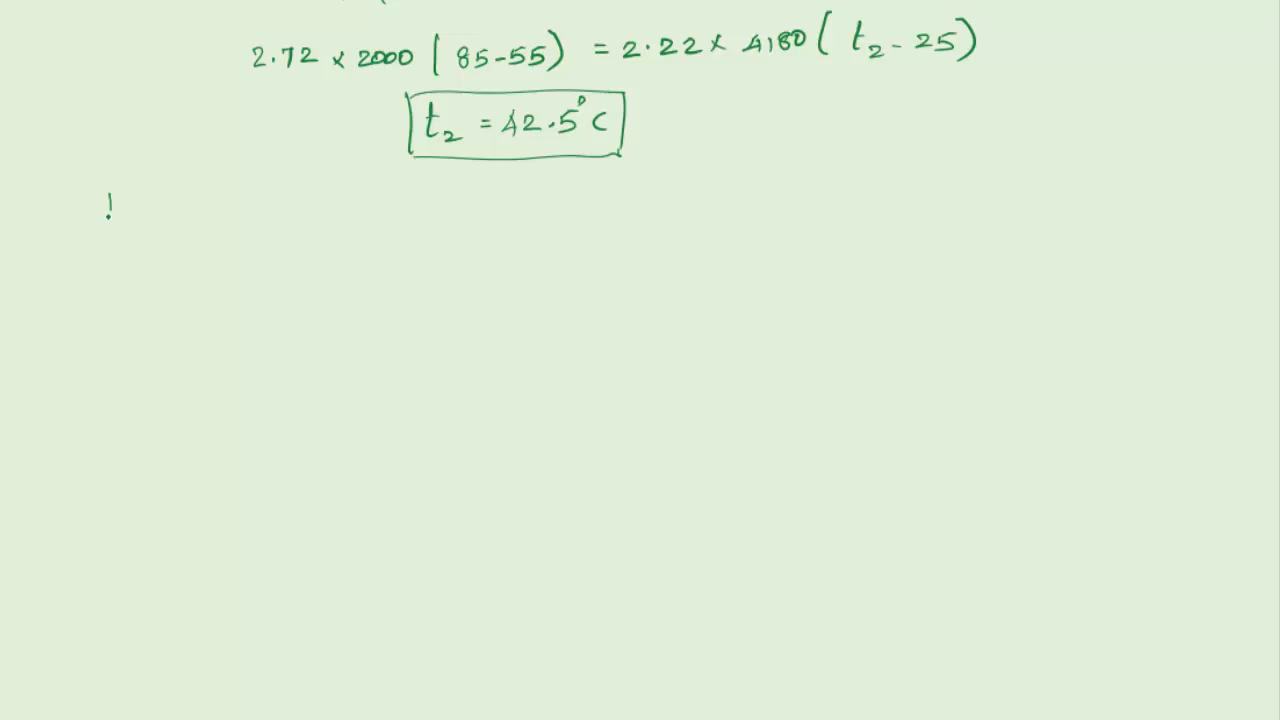 2.72 × 2000 ( 85-55) = 2.22 × 4180 ( t₂ - 25)
t₂ = 42.5°C
!